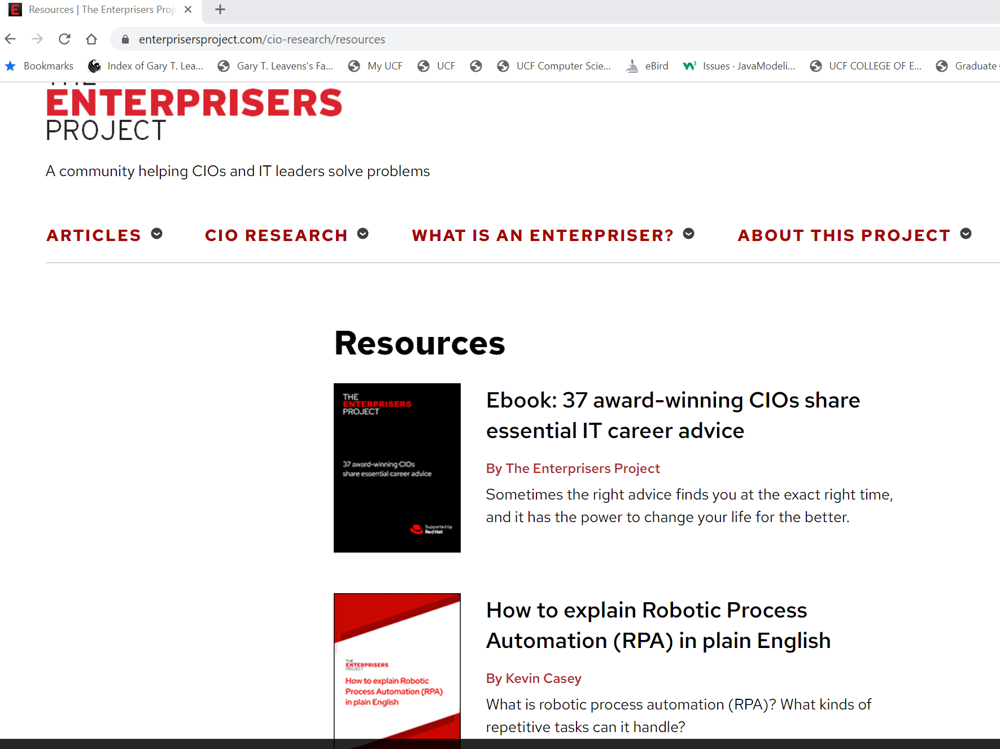 Resources | The Enterprisers Proj
enterprisersproject.com/cio-research/resources
Bookmarks Index of Gary T. Lea... Gary T. Leavens's Fa... My UCF UCF UCF Computer Scie... eBird Issues · JavaModeli... UCF COLLEGE OF E... Graduate
THE
ENTERPRISERS
PROJECT
A community helping CIOs and IT leaders solve problems
ARTICLES CIO RESEARCH WHAT IS AN ENTERPRISER? ABOUT THIS PROJECT
Resources
THE
ENTERPRISERS
PROJECT
37 award-winning CIOs
share essential career advice
Supported by
Red Hat
Ebook: 37 award-winning CIOs share
essential IT career advice
By The Enterprisers Project
Sometimes the right advice finds you at the exact right time,
and it has the power to change your life for the better.
THE
ENTERPRISERS
PROJECT
How to explain Robotic
Process Automation (RPA)
in plain English
How to explain Robotic Process
Automation (RPA) in plain English
By Kevin Casey
What is robotic process automation (RPA)? What kinds of
repetitive tasks can it handle?